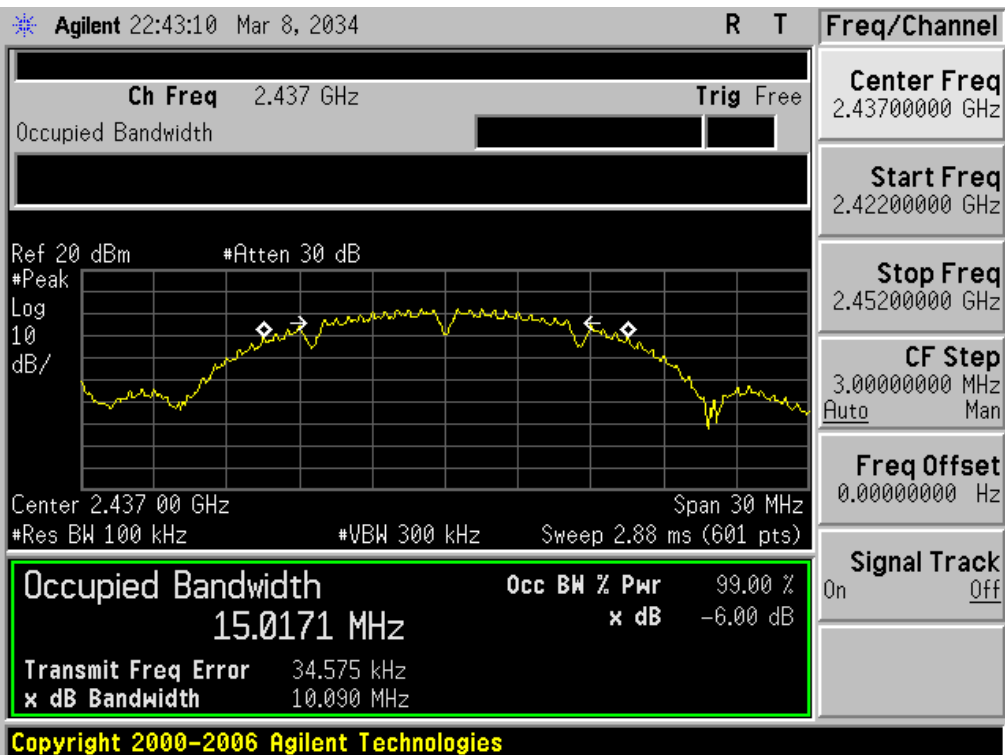 Agilent 22:43:10 Mar 8, 2034 R T
Ch Freq 2.437 GHz Trig Free
Occupied Bandwidth
Ref 20 dBm #Atten 30 dB
#Peak
Log
10
dB/
Center 2.437 00 GHz Span 30 MHz
#Res BW 100 kHz #VBW 300 kHz Sweep 2.88 ms (601 pts)
Occupied Bandwidth Occ BW % Pwr 99.00 %
15.0171 MHz x dB -6.00 dB
Transmit Freq Error 34.575 kHz
x dB Bandwidth 10.090 MHz
Copyright 2000-2006 Agilent Technologies
Freq/Channel
Center Freq
2.43700000 GHz
Start Freq
2.42200000 GHz
Stop Freq
2.45200000 GHz
CF Step
3.00000000 MHz
Auto Man
Freq Offset
0.00000000 Hz
Signal Track
On Off